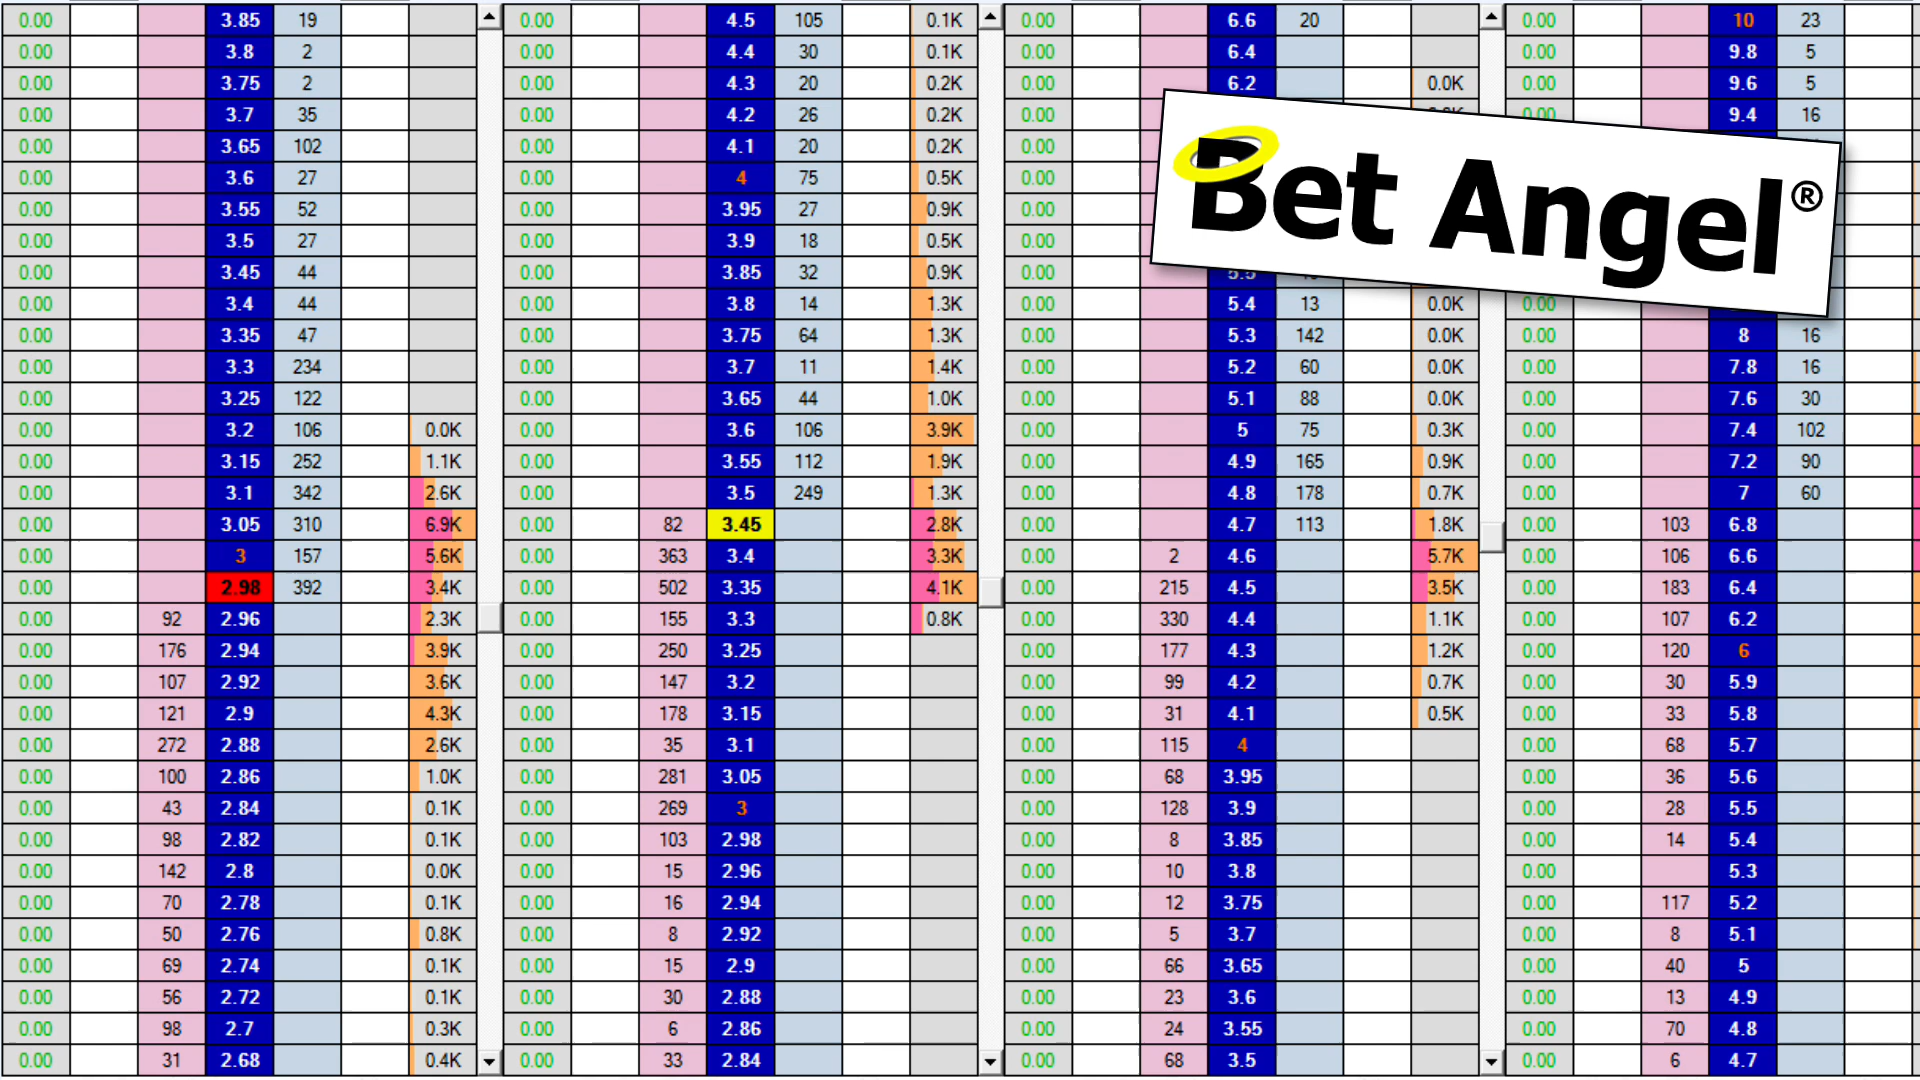 0.00 3.85 19 0.00 4.5 105 0.1K 0.00 6.6 20 0.00 10 23
0.00 3.8 2 0.00 4.4 30 0.1K 0.00 6.4 0.00 9.8 5
0.00 3.75 2 0.00 4.3 20 0.2K 0.00 6.2 0.0K 0.00 9.6 5
0.00 3.7 35 0.00 4.2 26 0.2K 0.00 0.00 9.4 16
0.00 3.65 102 0.00 4.1 20 0.2K 0.00
0.00 3.6 27 0.00 4 75 0.5K 0.00
Bet Angel®
0.00 3.55 52 0.00 3.95 27 0.9K 0.00
0.00 3.5 27 0.00 3.9 18 0.5K 0.00
0.00 3.45 44 0.00 3.85 32 0.9K 0.00 5.5
0.00 3.4 44 0.00 3.8 14 1.3K 0.00 5.4 13 0.0K 0.00
0.00 3.35 47 0.00 3.75 64 1.3K 0.00 5.3 142 0.0K 0.00 8 16
0.00 3.3 234 0.00 3.7 11 1.4K 0.00 5.2 60 0.0K 0.00 7.8 16
0.00 3.25 122 0.00 3.65 44 1.0K 0.00 5.1 88 0.0K 0.00 7.6 30
0.00 3.2 106 0.0K 0.00 3.6 106 3.9K 0.00 5 75 0.3K 0.00 7.4 102
0.00 3.15 252 1.1K 0.00 3.55 112 1.9K 0.00 4.9 165 0.9K 0.00 7.2 90
0.00 3.1 342 2.6K 0.00 3.5 249 1.3K 0.00 4.8 178 0.7K 0.00 7 60
0.00 3.05 310 6.9K 0.00 82 3.45 2.8K 0.00 4.7 113 1.8K 0.00 103 6.8
0.00 3 157 5.6K 0.00 363 3.4 3.3K 0.00 2 4.6 5.7K 0.00 106 6.6
0.00 2.98 392 3.4K 0.00 502 3.35 4.1K 0.00 215 4.5 3.5K 0.00 183 6.4
0.00 92 2.96 2.3K 0.00 155 3.3 0.8K 0.00 330 4.4 1.1K 0.00 107 6.2
0.00 176 2.94 3.9K 0.00 250 3.25 0.00 177 4.3 1.2K 0.00 120 6
0.00 107 2.92 3.6K 0.00 147 3.2 0.00 99 4.2 0.7K 0.00 30 5.9
0.00 121 2.9 4.3K 0.00 178 3.15 0.00 31 4.1 0.5K 0.00 33 5.8
0.00 272 2.88 2.6K 0.00 35 3.1 0.00 115 4 0.00 68 5.7
0.00 100 2.86 1.0K 0.00 281 3.05 0.00 68 3.95 0.00 36 5.6
0.00 43 2.84 0.1K 0.00 269 3 0.00 128 3.9 0.00 28 5.5
0.00 98 2.82 0.1K 0.00 103 2.98 0.00 8 3.85 0.00 14 5.4
0.00 142 2.8 0.0K 0.00 15 2.96 0.00 10 3.8 0.00 5.3
0.00 70 2.78 0.1K 0.00 16 2.94 0.00 12 3.75 0.00 117 5.2
0.00 50 2.76 0.8K 0.00 8 2.92 0.00 5 3.7 0.00 8 5.1
0.00 69 2.74 0.1K 0.00 15 2.9 0.00 66 3.65 0.00 40 5
0.00 56 2.72 0.1K 0.00 30 2.88 0.00 23 3.6 0.00 13 4.9
0.00 98 2.7 0.3K 0.00 6 2.86 0.00 24 3.55 0.00 70 4.8
0.00 31 2.68 0.4K 0.00 33 2.84 0.00 68 3.5 0.00 6 4.7